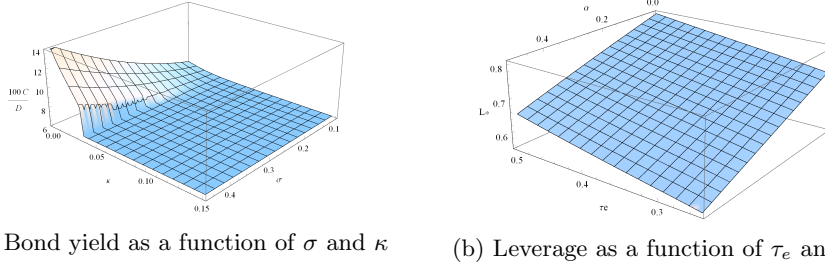 0.0
α
0.2
0.4
14
12
10
8
6
100 C
D
0.00
0.05
0.10
0.15
κ
0.1
0.2
0.3
0.4
σ
0.8
0.7
0.6
L*
0.5
0.4
0.3
τe
Bond yield as a function of σ and κ
(b) Leverage as a function of τe an